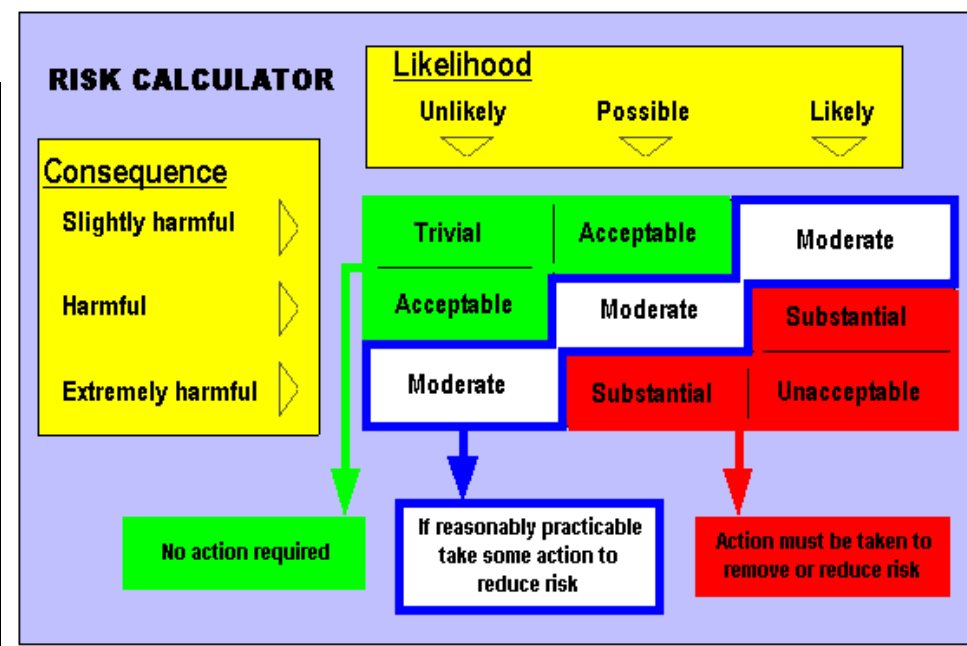 RISK CALCULATOR
Likelihood
Unlikely Possible Likely
Consequence
Slightly harmful
Trivial Acceptable Moderate
Harmful
Acceptable Moderate Substantial
Extremely harmful
Moderate Substantial Unacceptable
No action required
If reasonably practicable
take some action to
reduce risk
Action must be taken to
remove or reduce risk